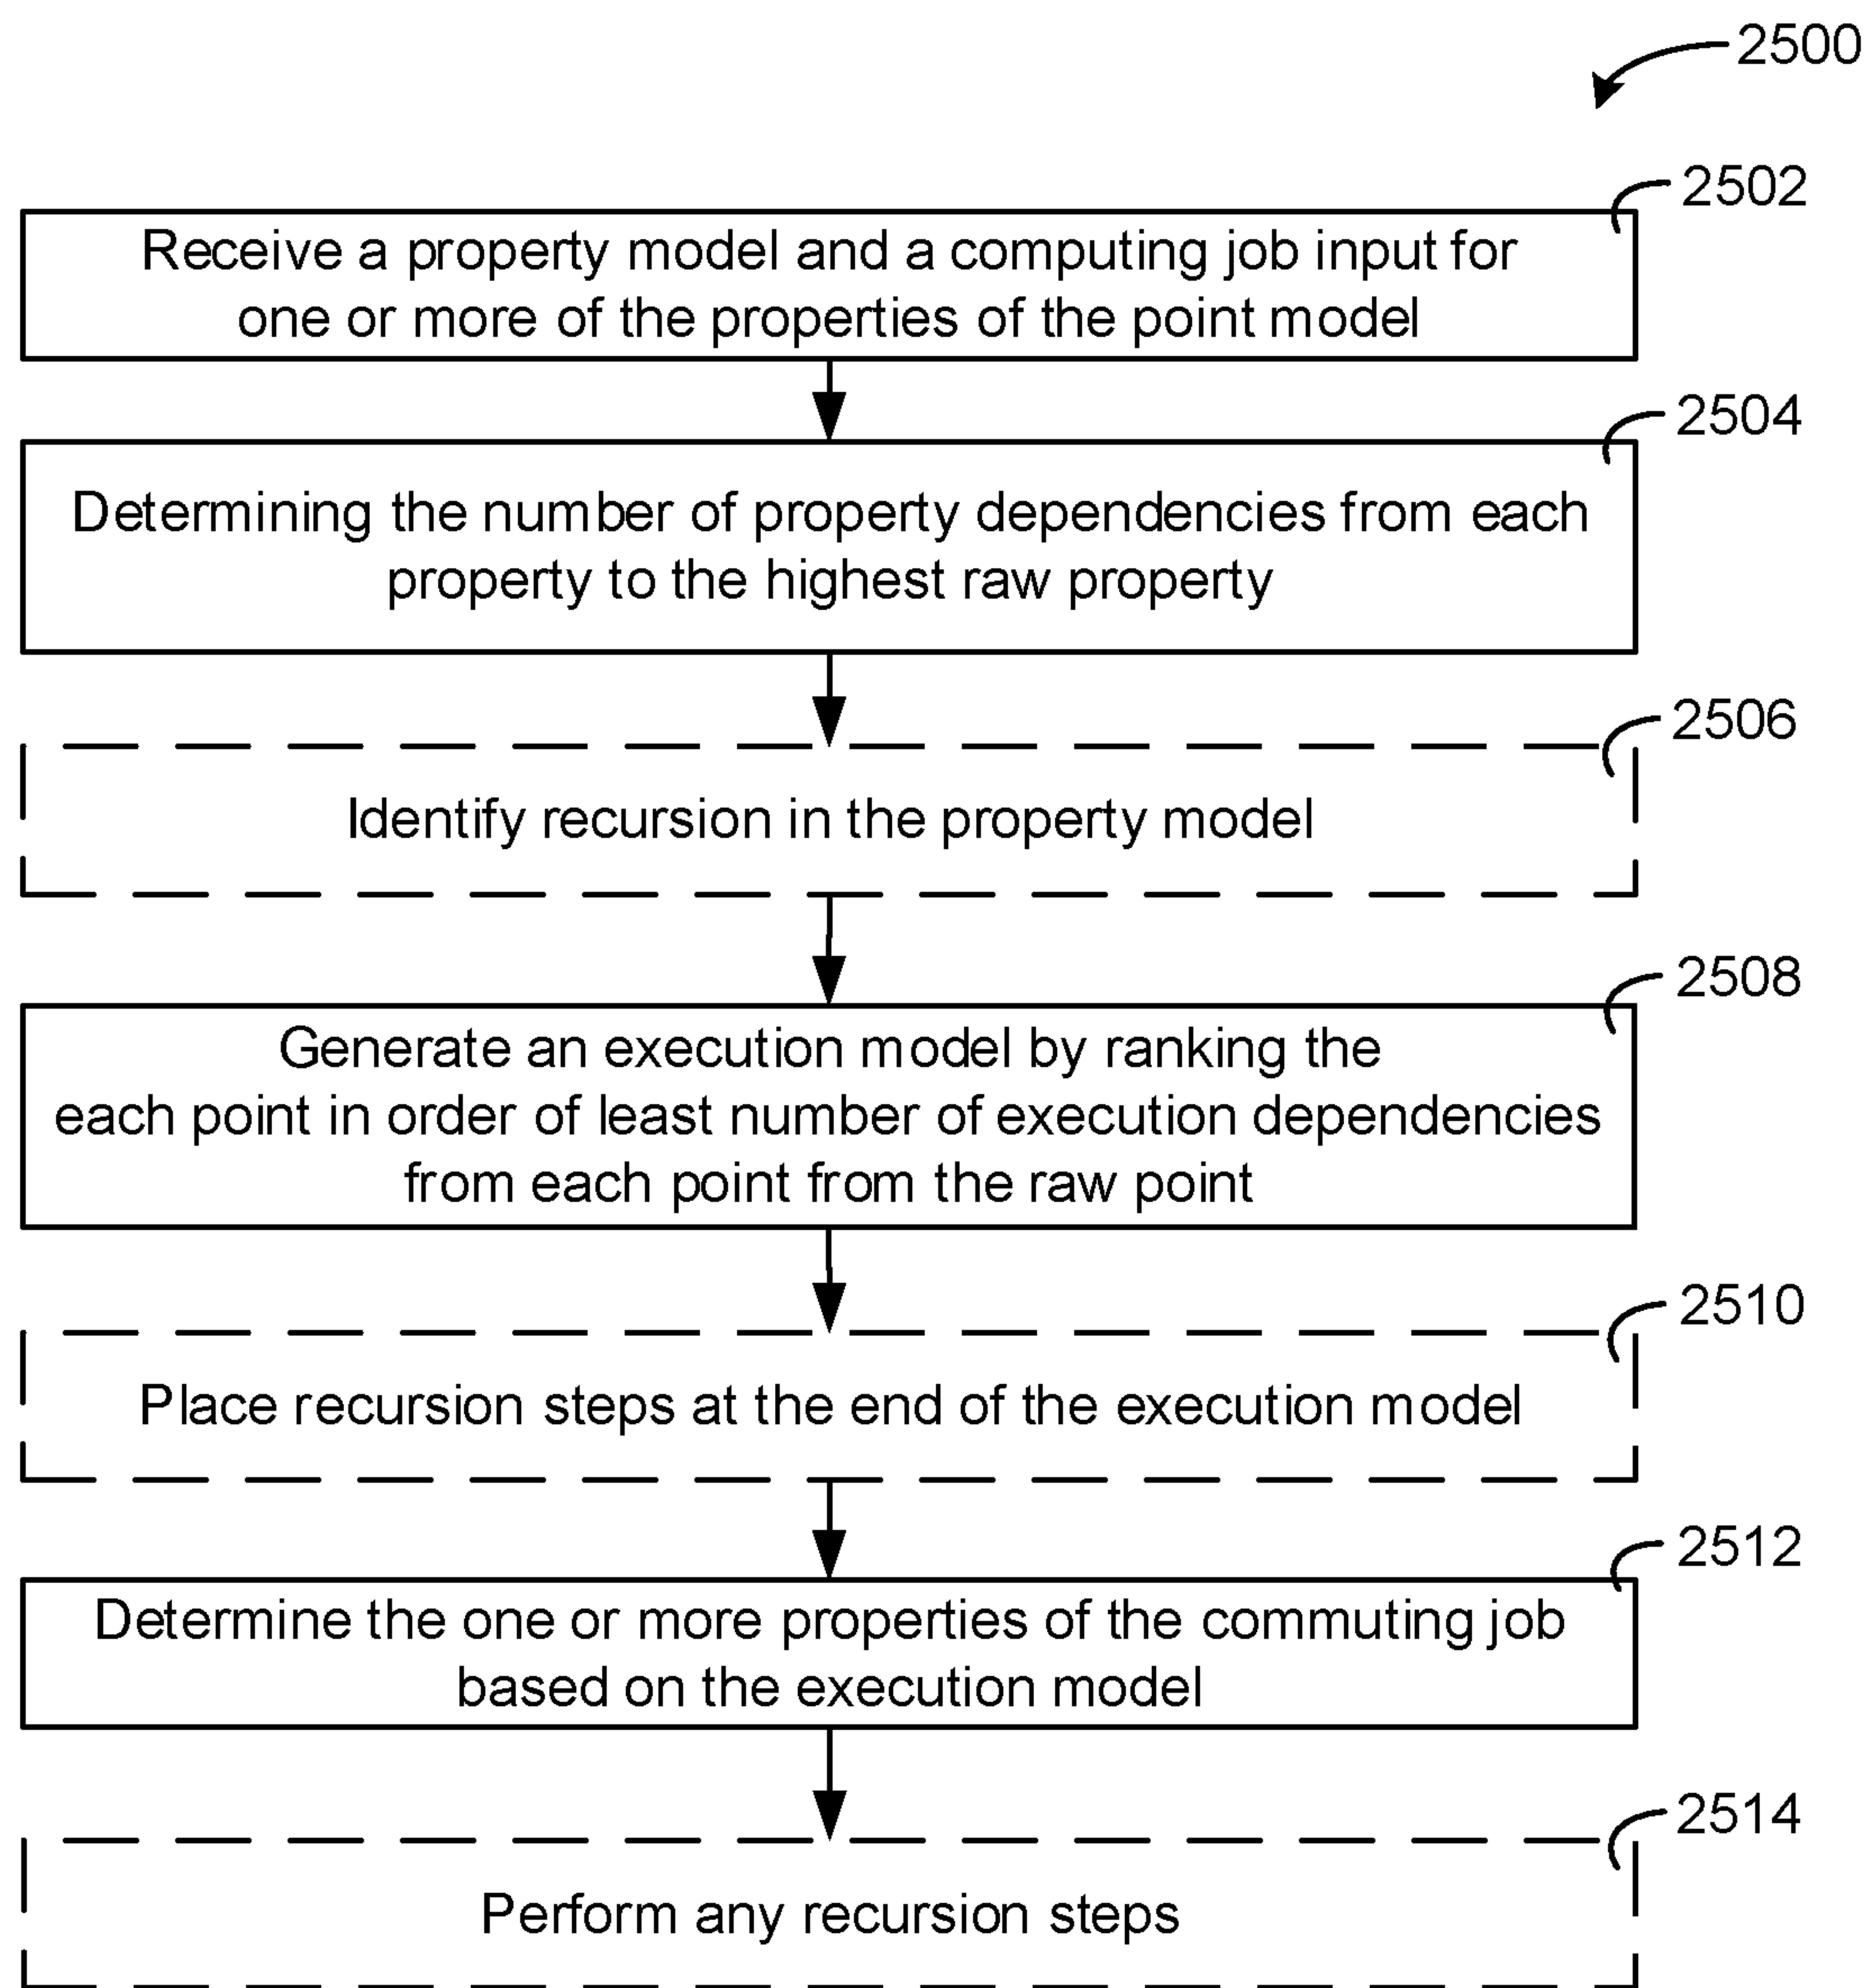 2500
2502
Receive a property model and a computing job input for
one or more of the properties of the point model
2504
Determining the number of property dependencies from each
property to the highest raw property
2506
Identify recursion in the property model
2508
Generate an execution model by ranking the
each point in order of least number of execution dependencies
from each point from the raw point
2510
Place recursion steps at the end of the execution model
2512
Determine the one or more properties of the commuting job
based on the execution model
2514
Perform any recursion steps